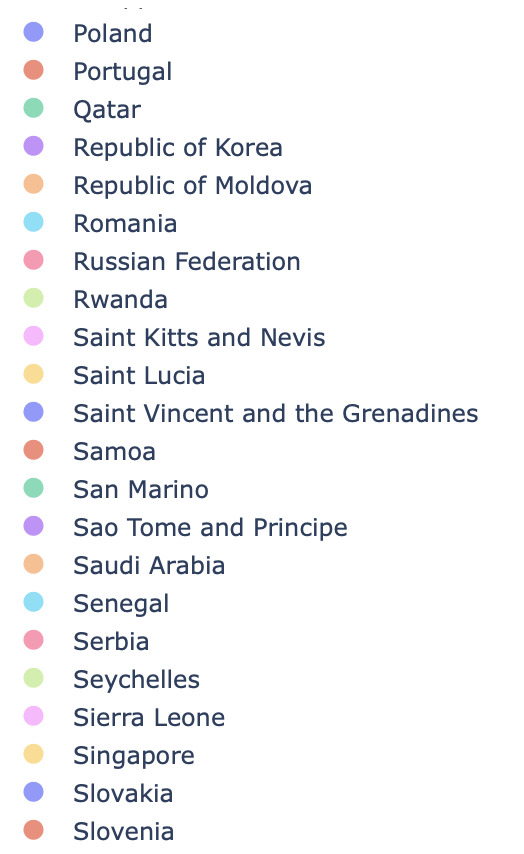 Poland
Portugal
Qatar
Republic of Korea
Republic of Moldova
Romania
Russian Federation
Rwanda
Saint Kitts and Nevis
Saint Lucia
Saint Vincent and the Grenadines
Samoa
San Marino
Sao Tome and Principe
Saudi Arabia
Senegal
Serbia
Seychelles
Sierra Leone
Singapore
Slovakia
Slovenia